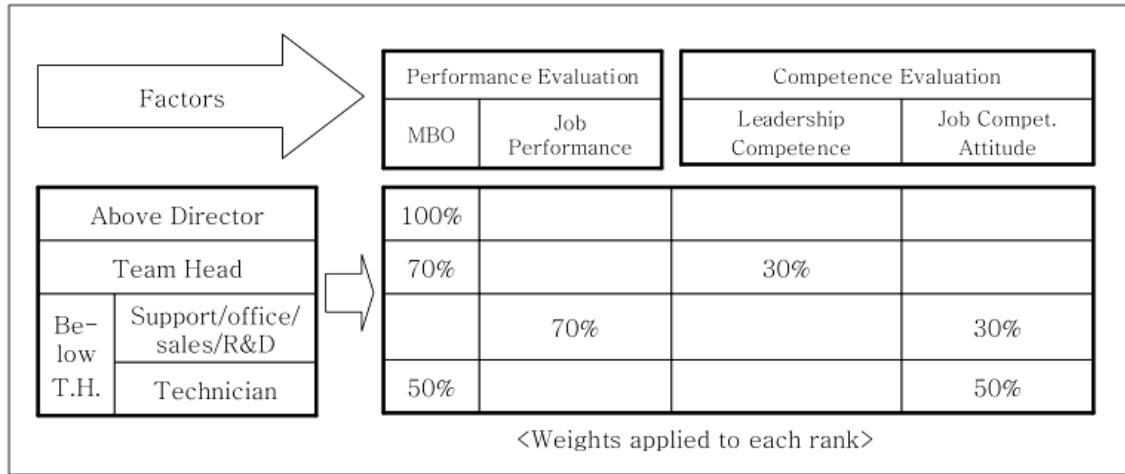 Factors
Performance Evaluation
Competence Evaluation
MBO
Job
Performance
Leadership
Competence
Job Compet.
Attitude
Above Director
100%
Team Head
70%
30%
Be-
low
T.H.
Support/office/
sales/R&D
70%
30%
Technician
50%
50%
<Weights applied to each rank>